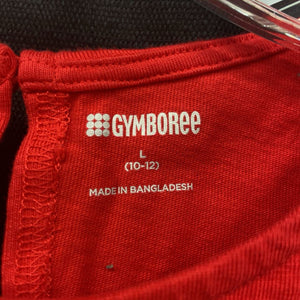 GYMBOREE
L
(10-12)
MADE IN BANGLADESH